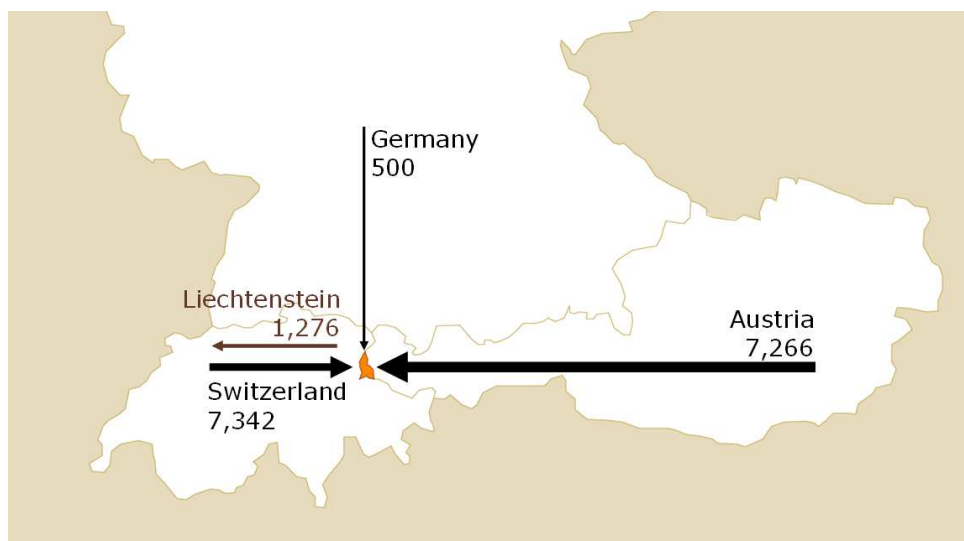 Germany
500
Liechtenstein
1,276
Austria
7,266
Switzerland
7,342